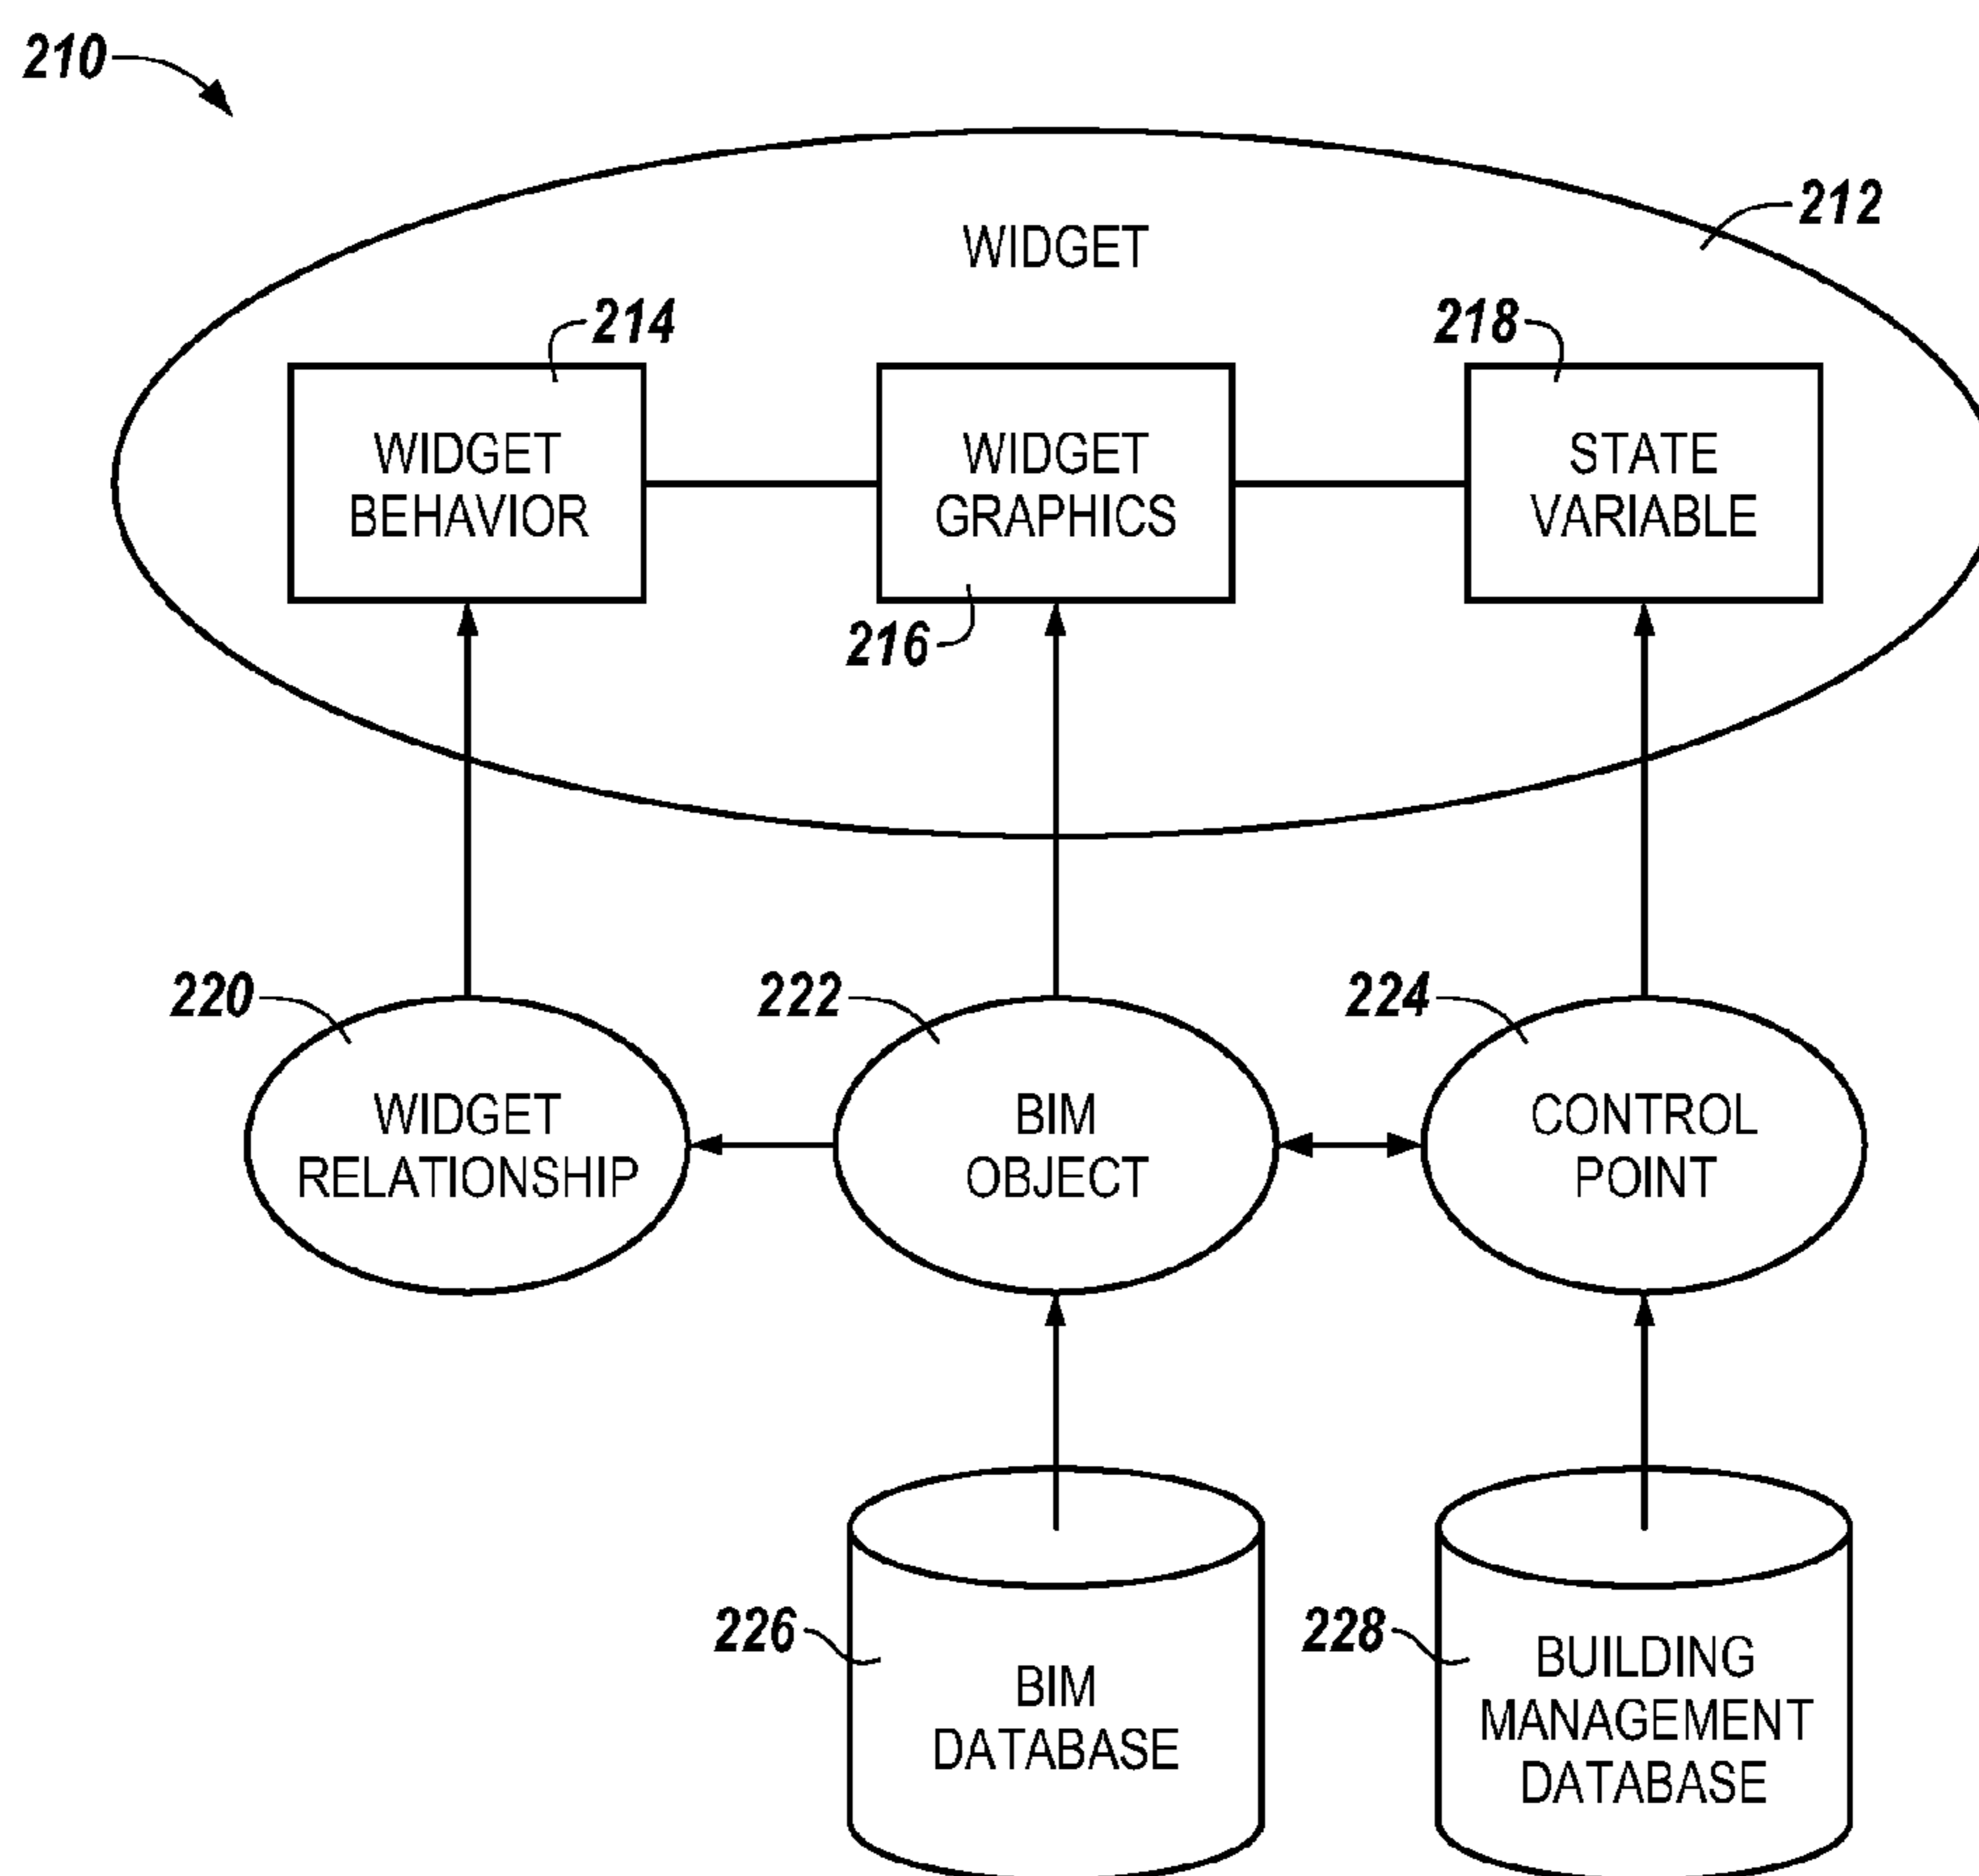 210
212
WIDGET
214
218
WIDGET
BEHAVIOR
WIDGET
GRAPHICS
STATE
VARIABLE
216
220
222
224
WIDGET
RELATIONSHIP
BIM
OBJECT
CONTROL
POINT
226
228
BIM
DATABASE
BUILDING
MANAGEMENT
DATABASE